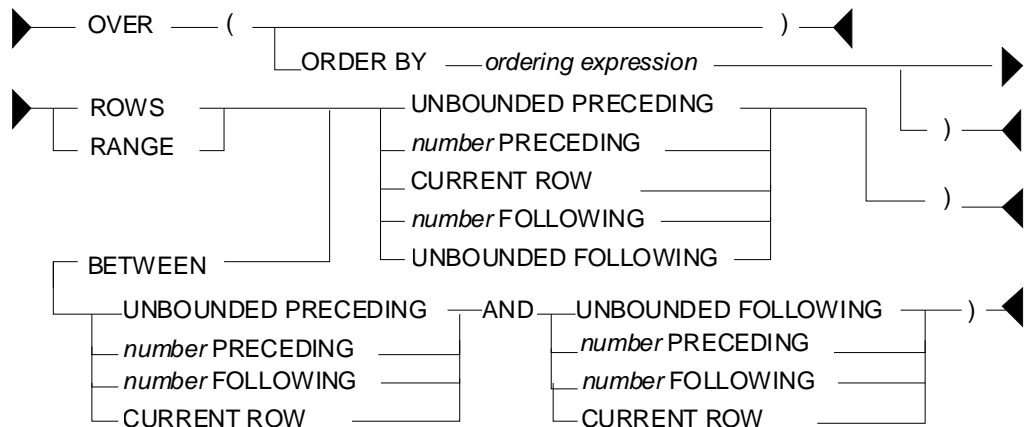 OVER ( )
ORDER BY ordering expression
ROWS UNBOUNDED PRECEDING
)
RANGE number PRECEDING
CURRENT ROW
)
number FOLLOWING
BETWEEN UNBOUNDED FOLLOWING
UNBOUNDED PRECEDING AND UNBOUNDED FOLLOWING )
number PRECEDING number PRECEDING
number FOLLOWING number FOLLOWING
CURRENT ROW CURRENT ROW